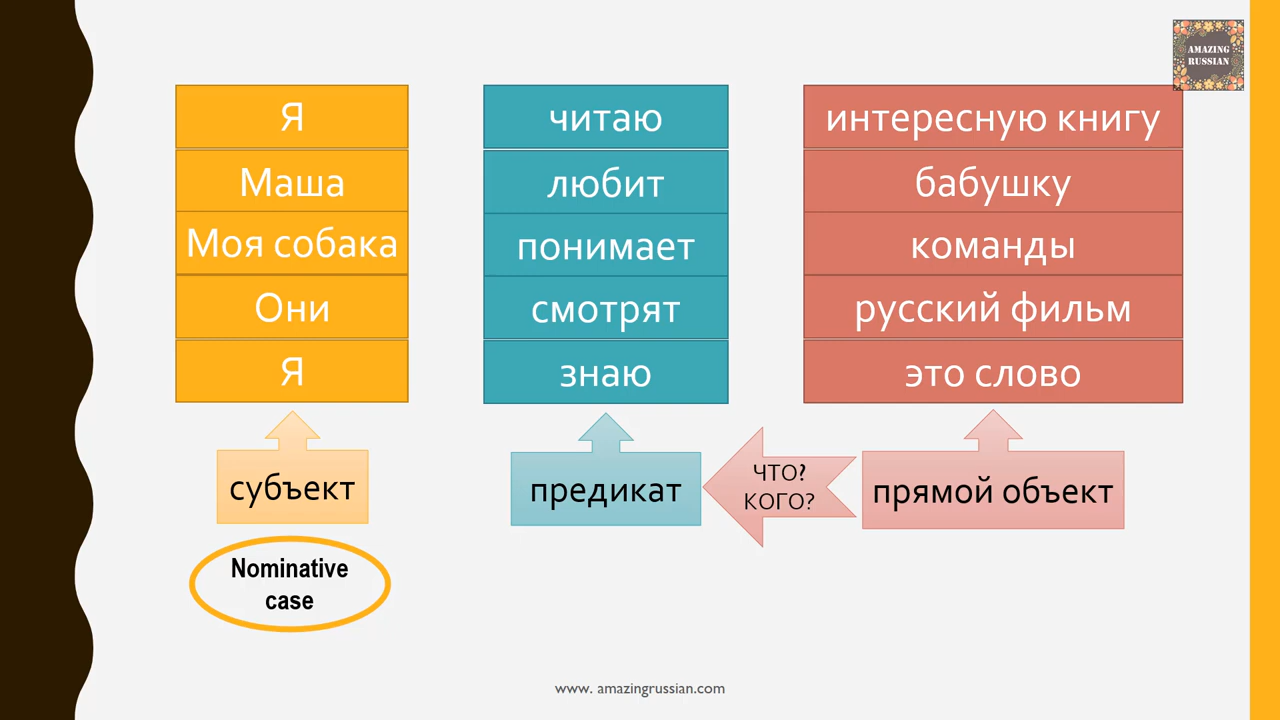 AMAZING
RUSSIAN
Я читаю интересную книгу
Маша любит бабушку
Моя собака понимает команды
Они смотрят русский фильм
Я знаю это слово
субъект
предикат
ЧТО?
КОГО?
прямой объект
Nominative
case
www. amazingrussian.com